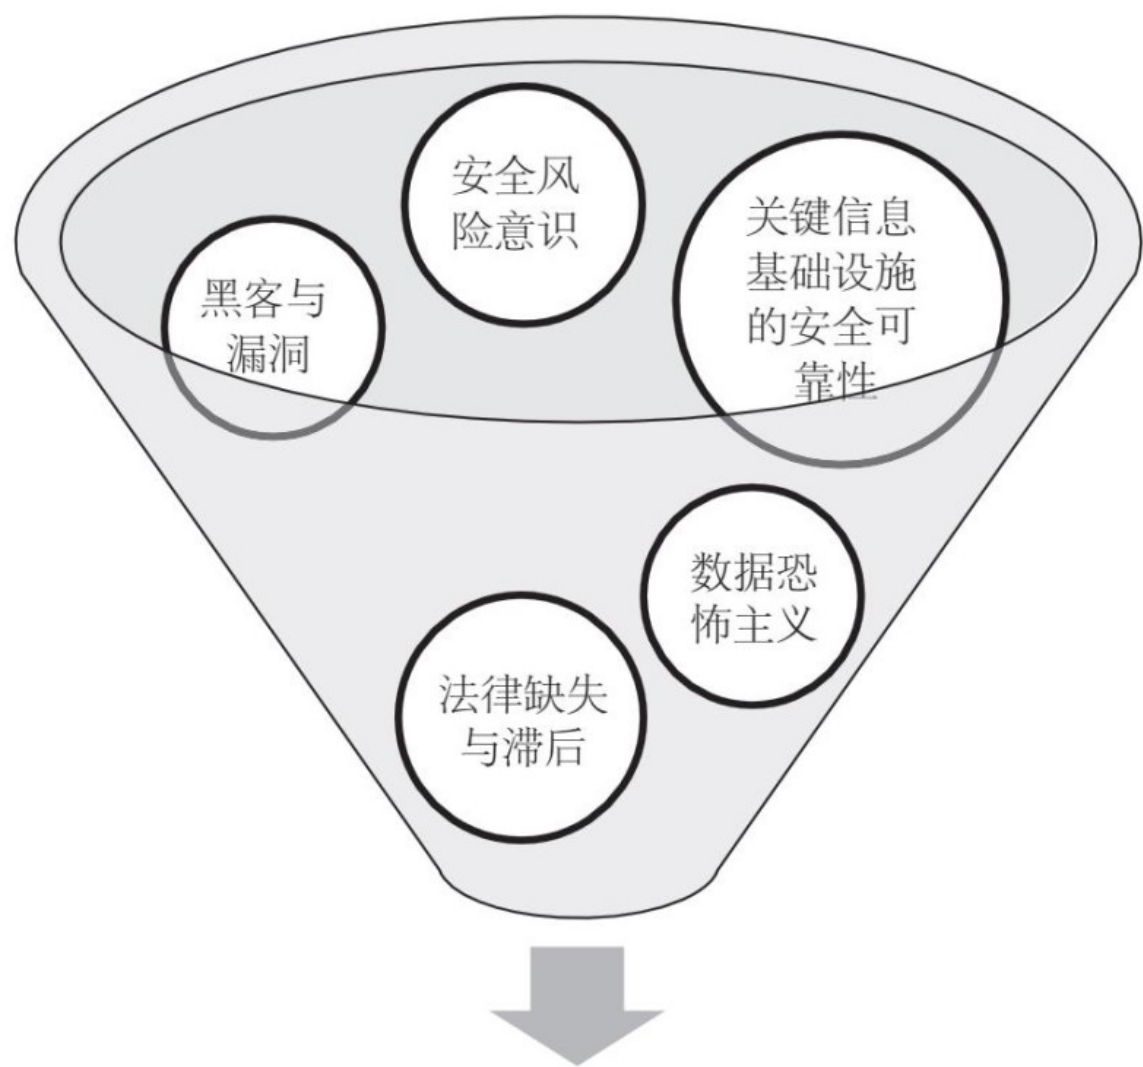 安全风
险意识
关键信息
基础设施
的安全可
靠性
黑客与
漏洞
数据恐
怖主义
法律缺失
与滞后